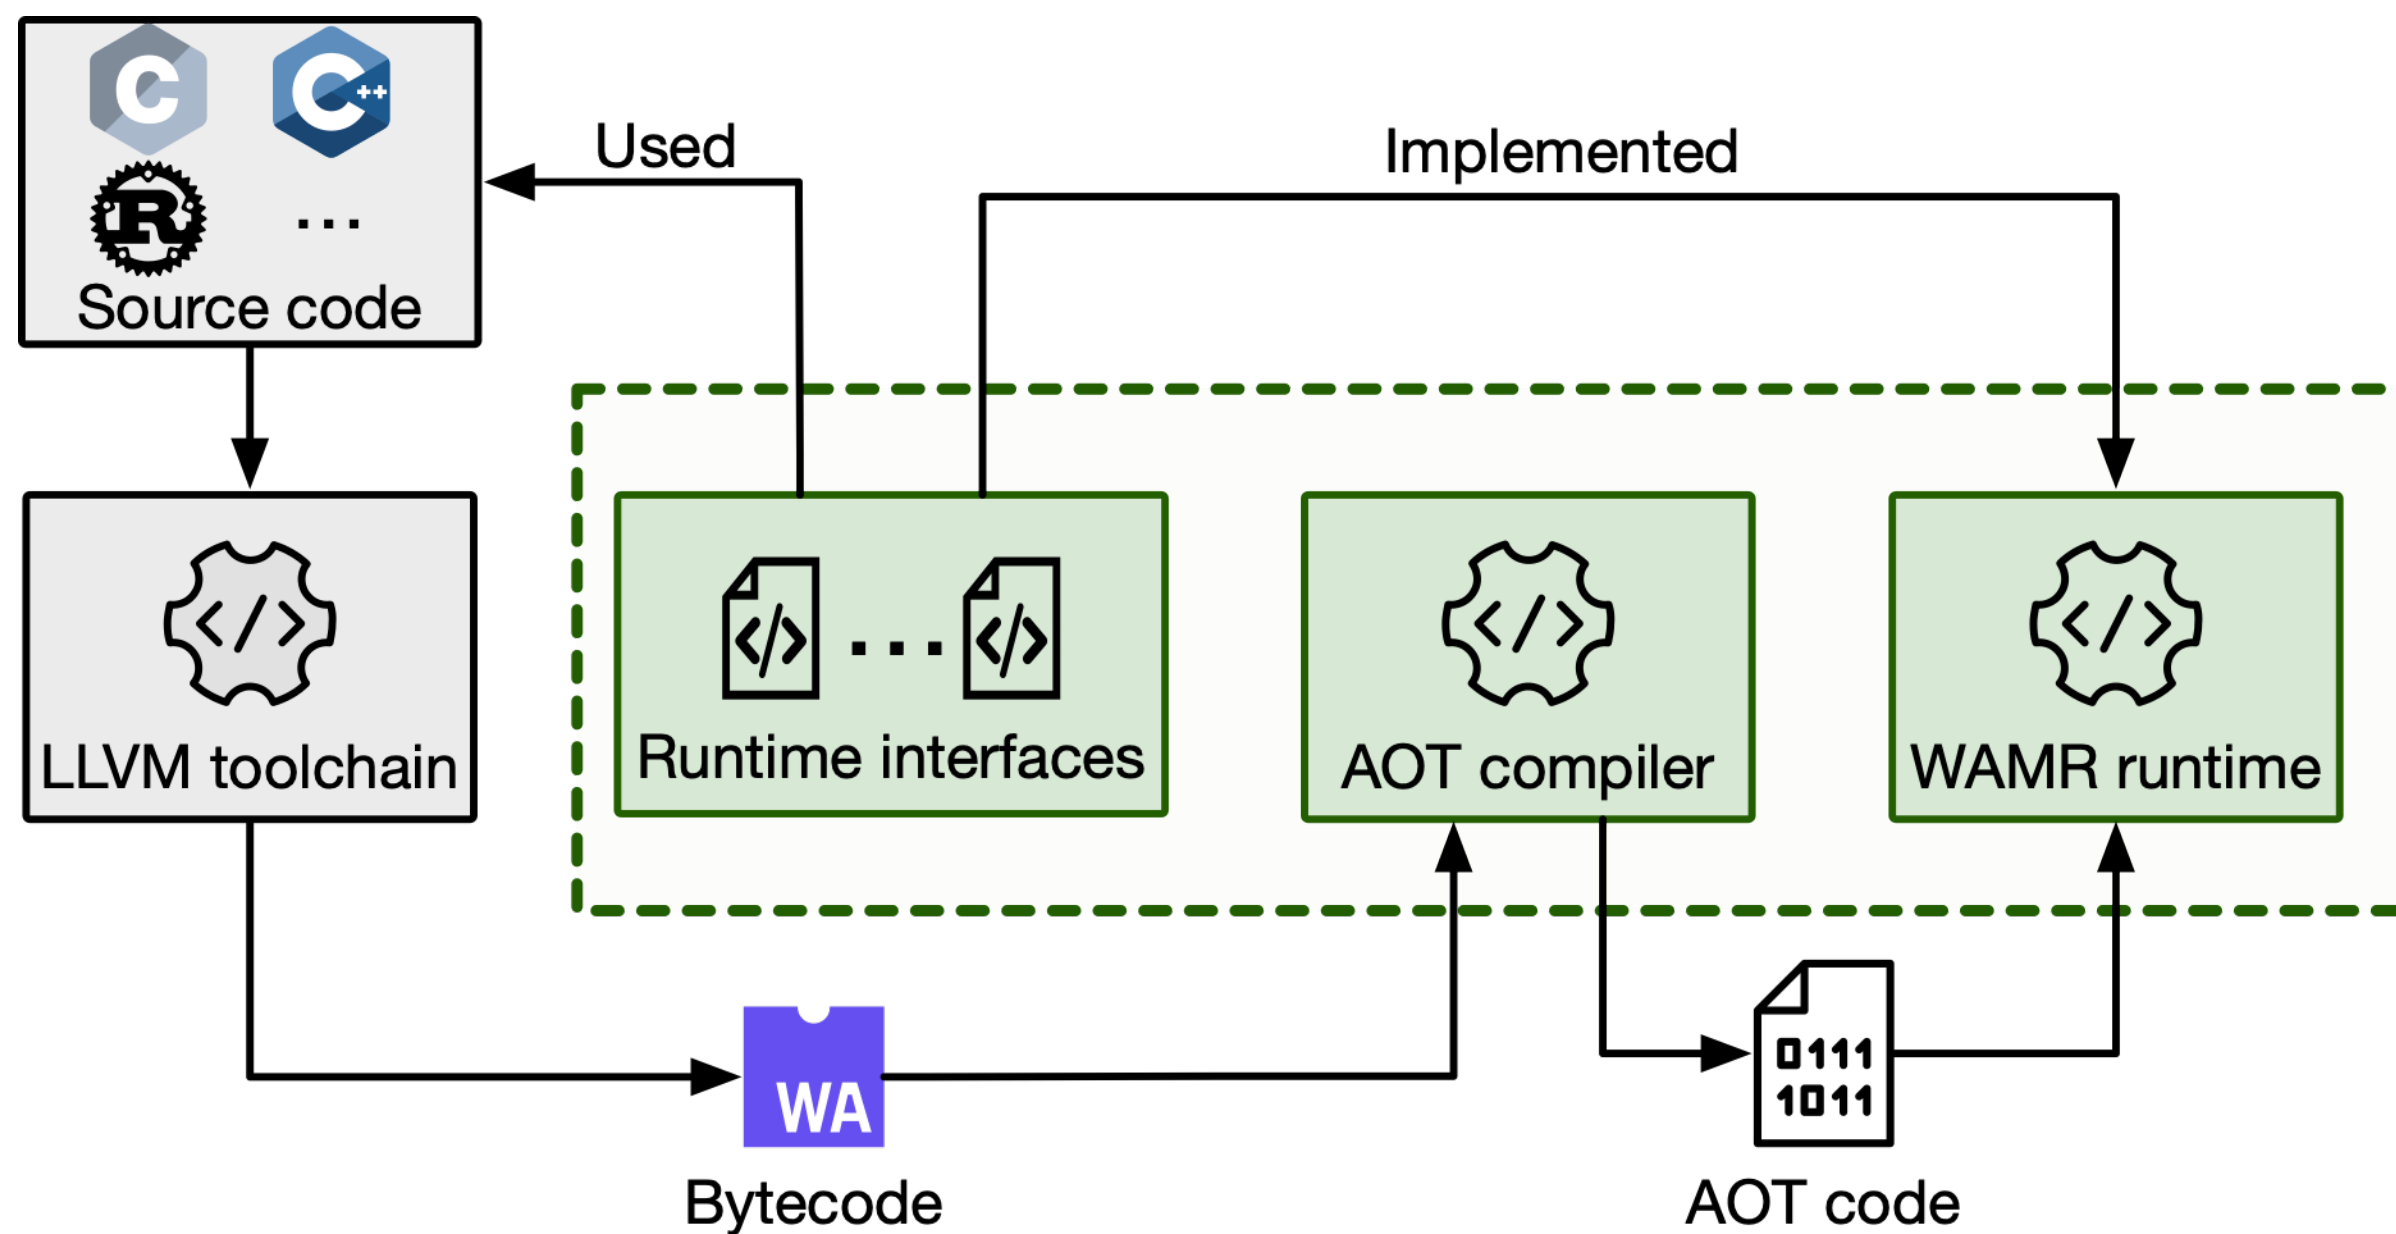 C
C++
R
...
Source code
Used
Implemented
</>
LLVM toolchain
</> ... </>
Runtime interfaces
</>
AOT compiler
</>
WAMR runtime
WA
Bytecode
0111
1011
AOT code